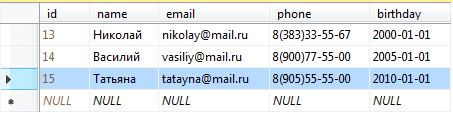 id name email phone birthday
13 Николай nikolay@mail.ru 8(383)33-55-67 2000-01-01
14 Василий vasiliy@mail.ru 8(900)77-55-00 2005-01-01
15 Татьяна tatayna@mail.ru 8(905)55-55-00 2010-01-01
NULL NULL NULL NULL NULL